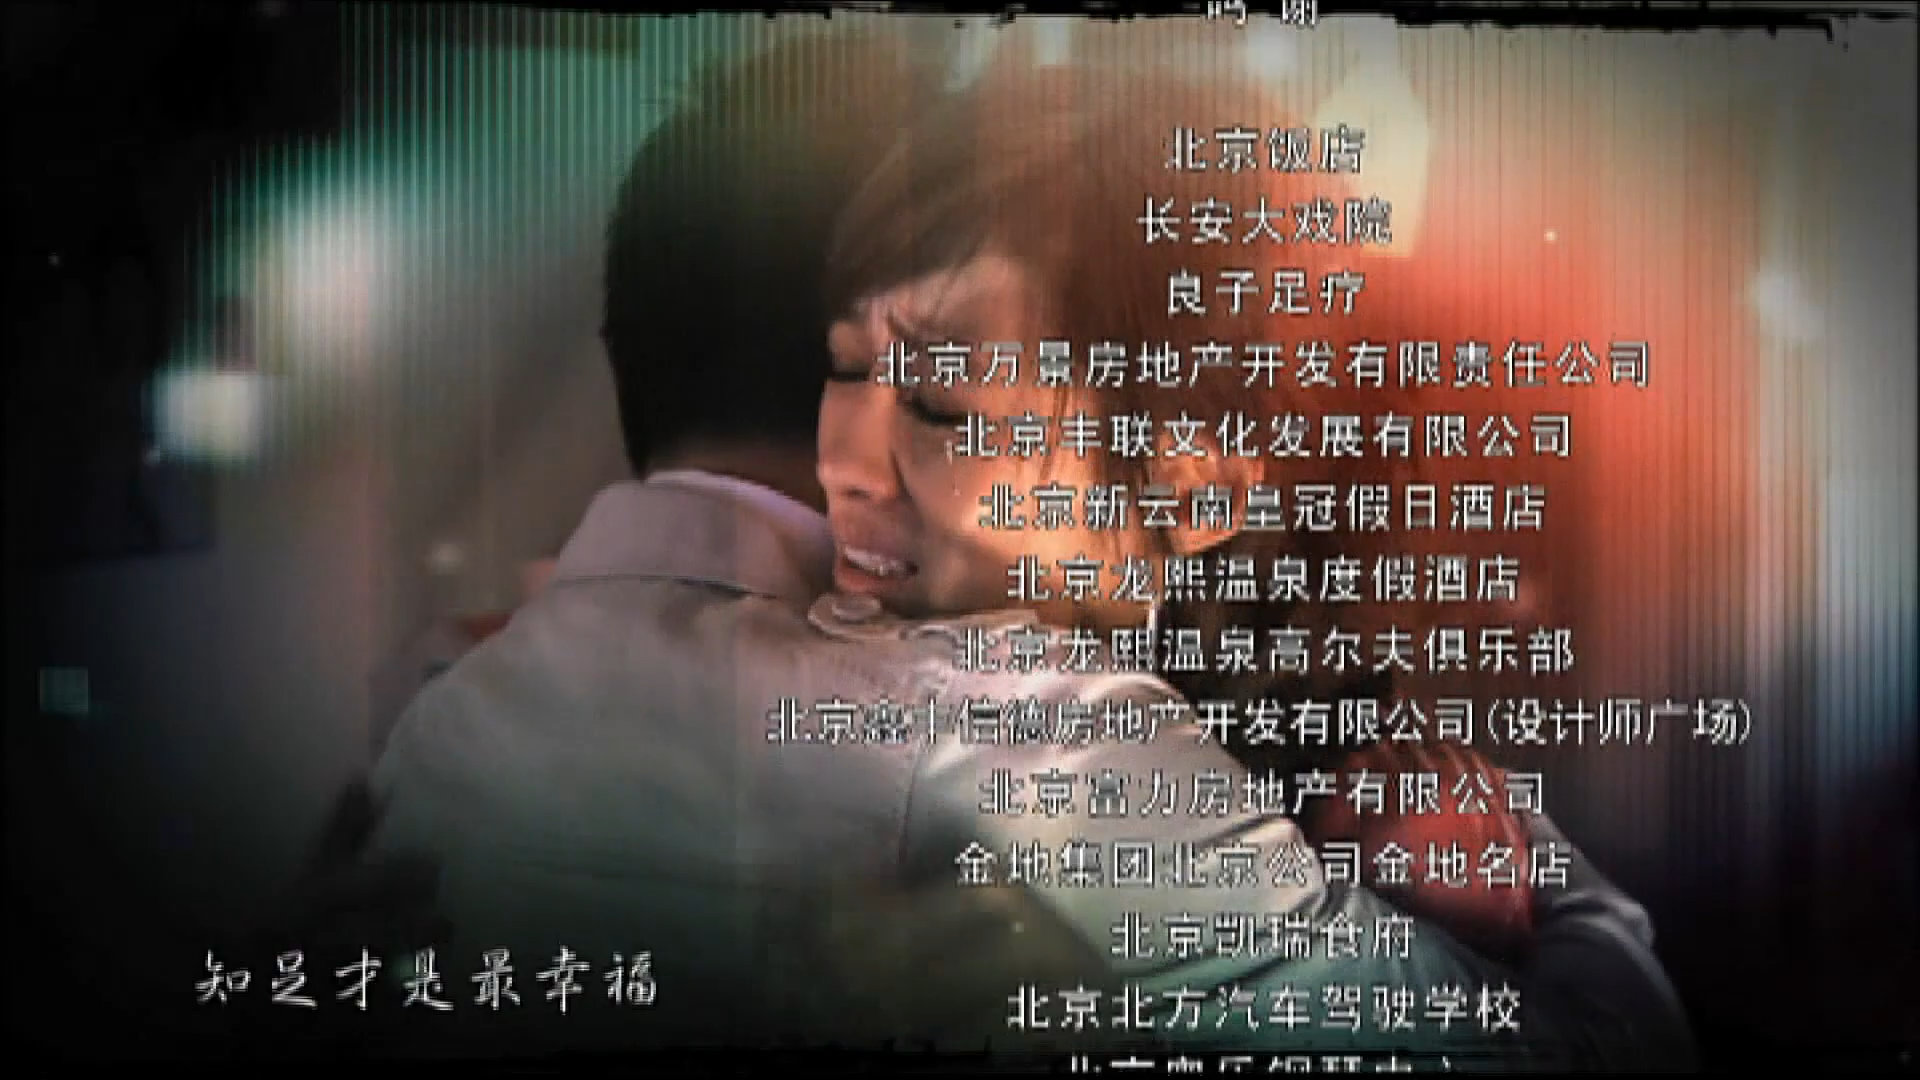 鸣谢
北京饭店
长安大戏院
良子足疗
北京万景房地产开发有限责任公司
北京丰联文化发展有限公司
北京新云南皇冠假日酒店
北京龙熙温泉度假酒店
北京龙熙温泉高尔夫俱乐部
北京鑫丰信德房地产开发有限公司(设计师广场)
北京富力房地产有限公司
金地集团北京公司金地名店
北京凯瑞食府
北京北方汽车驾驶学校
知足才是最幸福